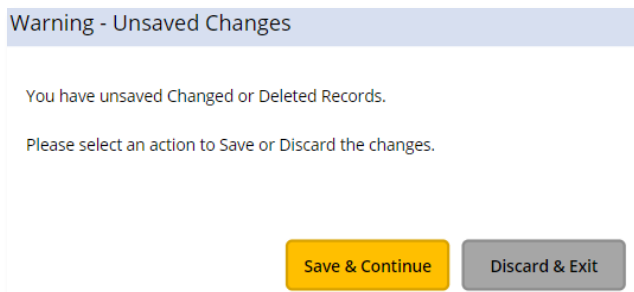 Warning - Unsaved Changes
You have unsaved Changed or Deleted Records.
Please select an action to Save or Discard the changes.
Save & Continue
Discard & Exit